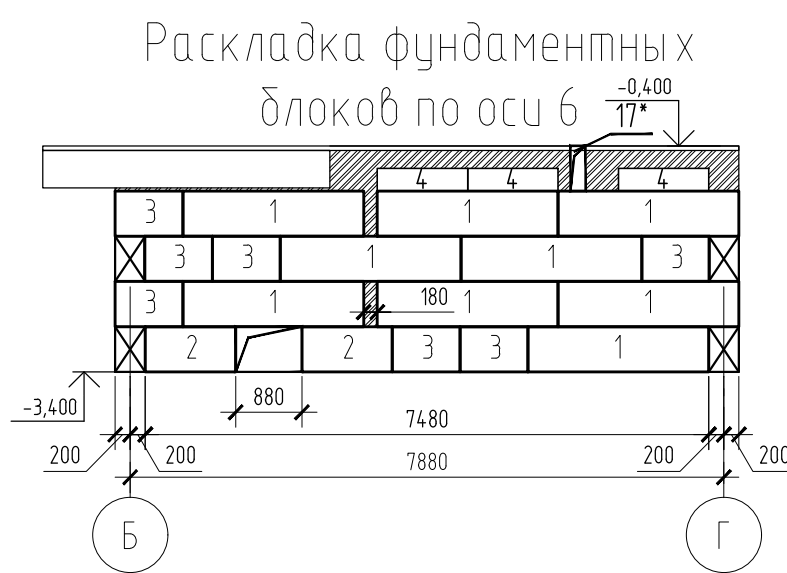 Раскладка фундаментных
блоков по оси 6
-0,400
17*
4 4 4
3 1 1 1
3 3 1 1 3
180
3 1 1 1
2 2 3 3 1
880
-3,400
7480
200 200 200 200
7880
Б Г